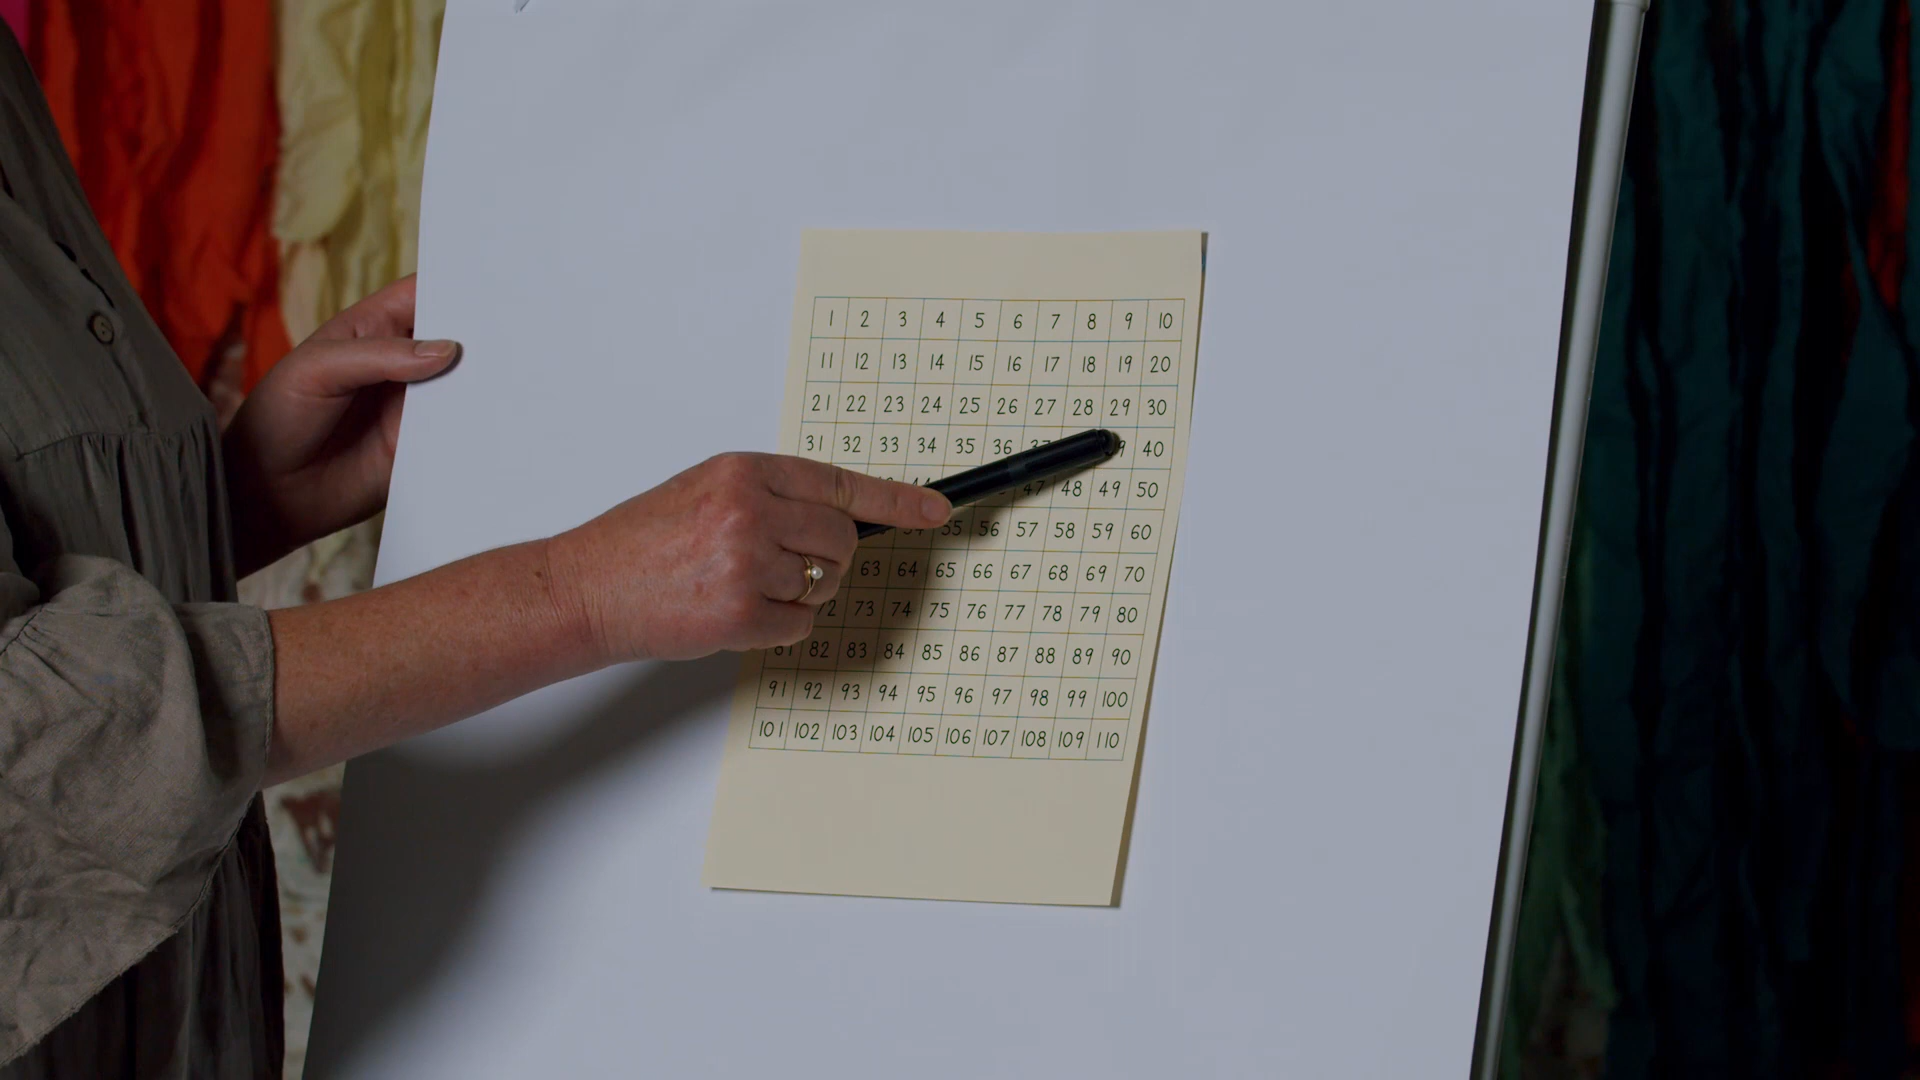 1 2 3 4 5 6 7 8 9 10
11 12 13 14 15 16 17 18 19 20
21 22 23 24 25 26 27 28 29 30
31 32 33 34 35 36 40
47 48 49 50
55 56 57 58 59 60
63 64 65 66 67 68 69 70
72 73 74 75 76 77 78 79 80
81 82 83 84 85 86 87 88 89 90
91 92 93 94 95 96 97 98 99 100
101 102 103 104 105 106 107 108 109 110